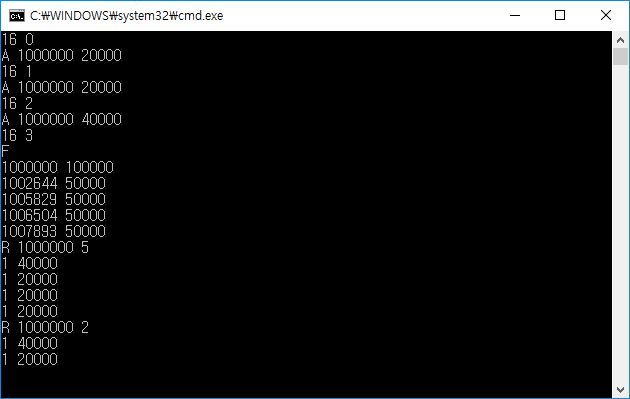 C:₩WINDOWS₩system32₩cmd.exe
16 0
A 1000000 20000
16 1
A 1000000 20000
16 2
A 1000000 40000
16 3
F
1000000 100000
1002644 50000
1005829 50000
1006504 50000
1007893 50000
R 1000000 5
1 40000
1 20000
1 20000
1 20000
R 1000000 2
1 40000
1 20000